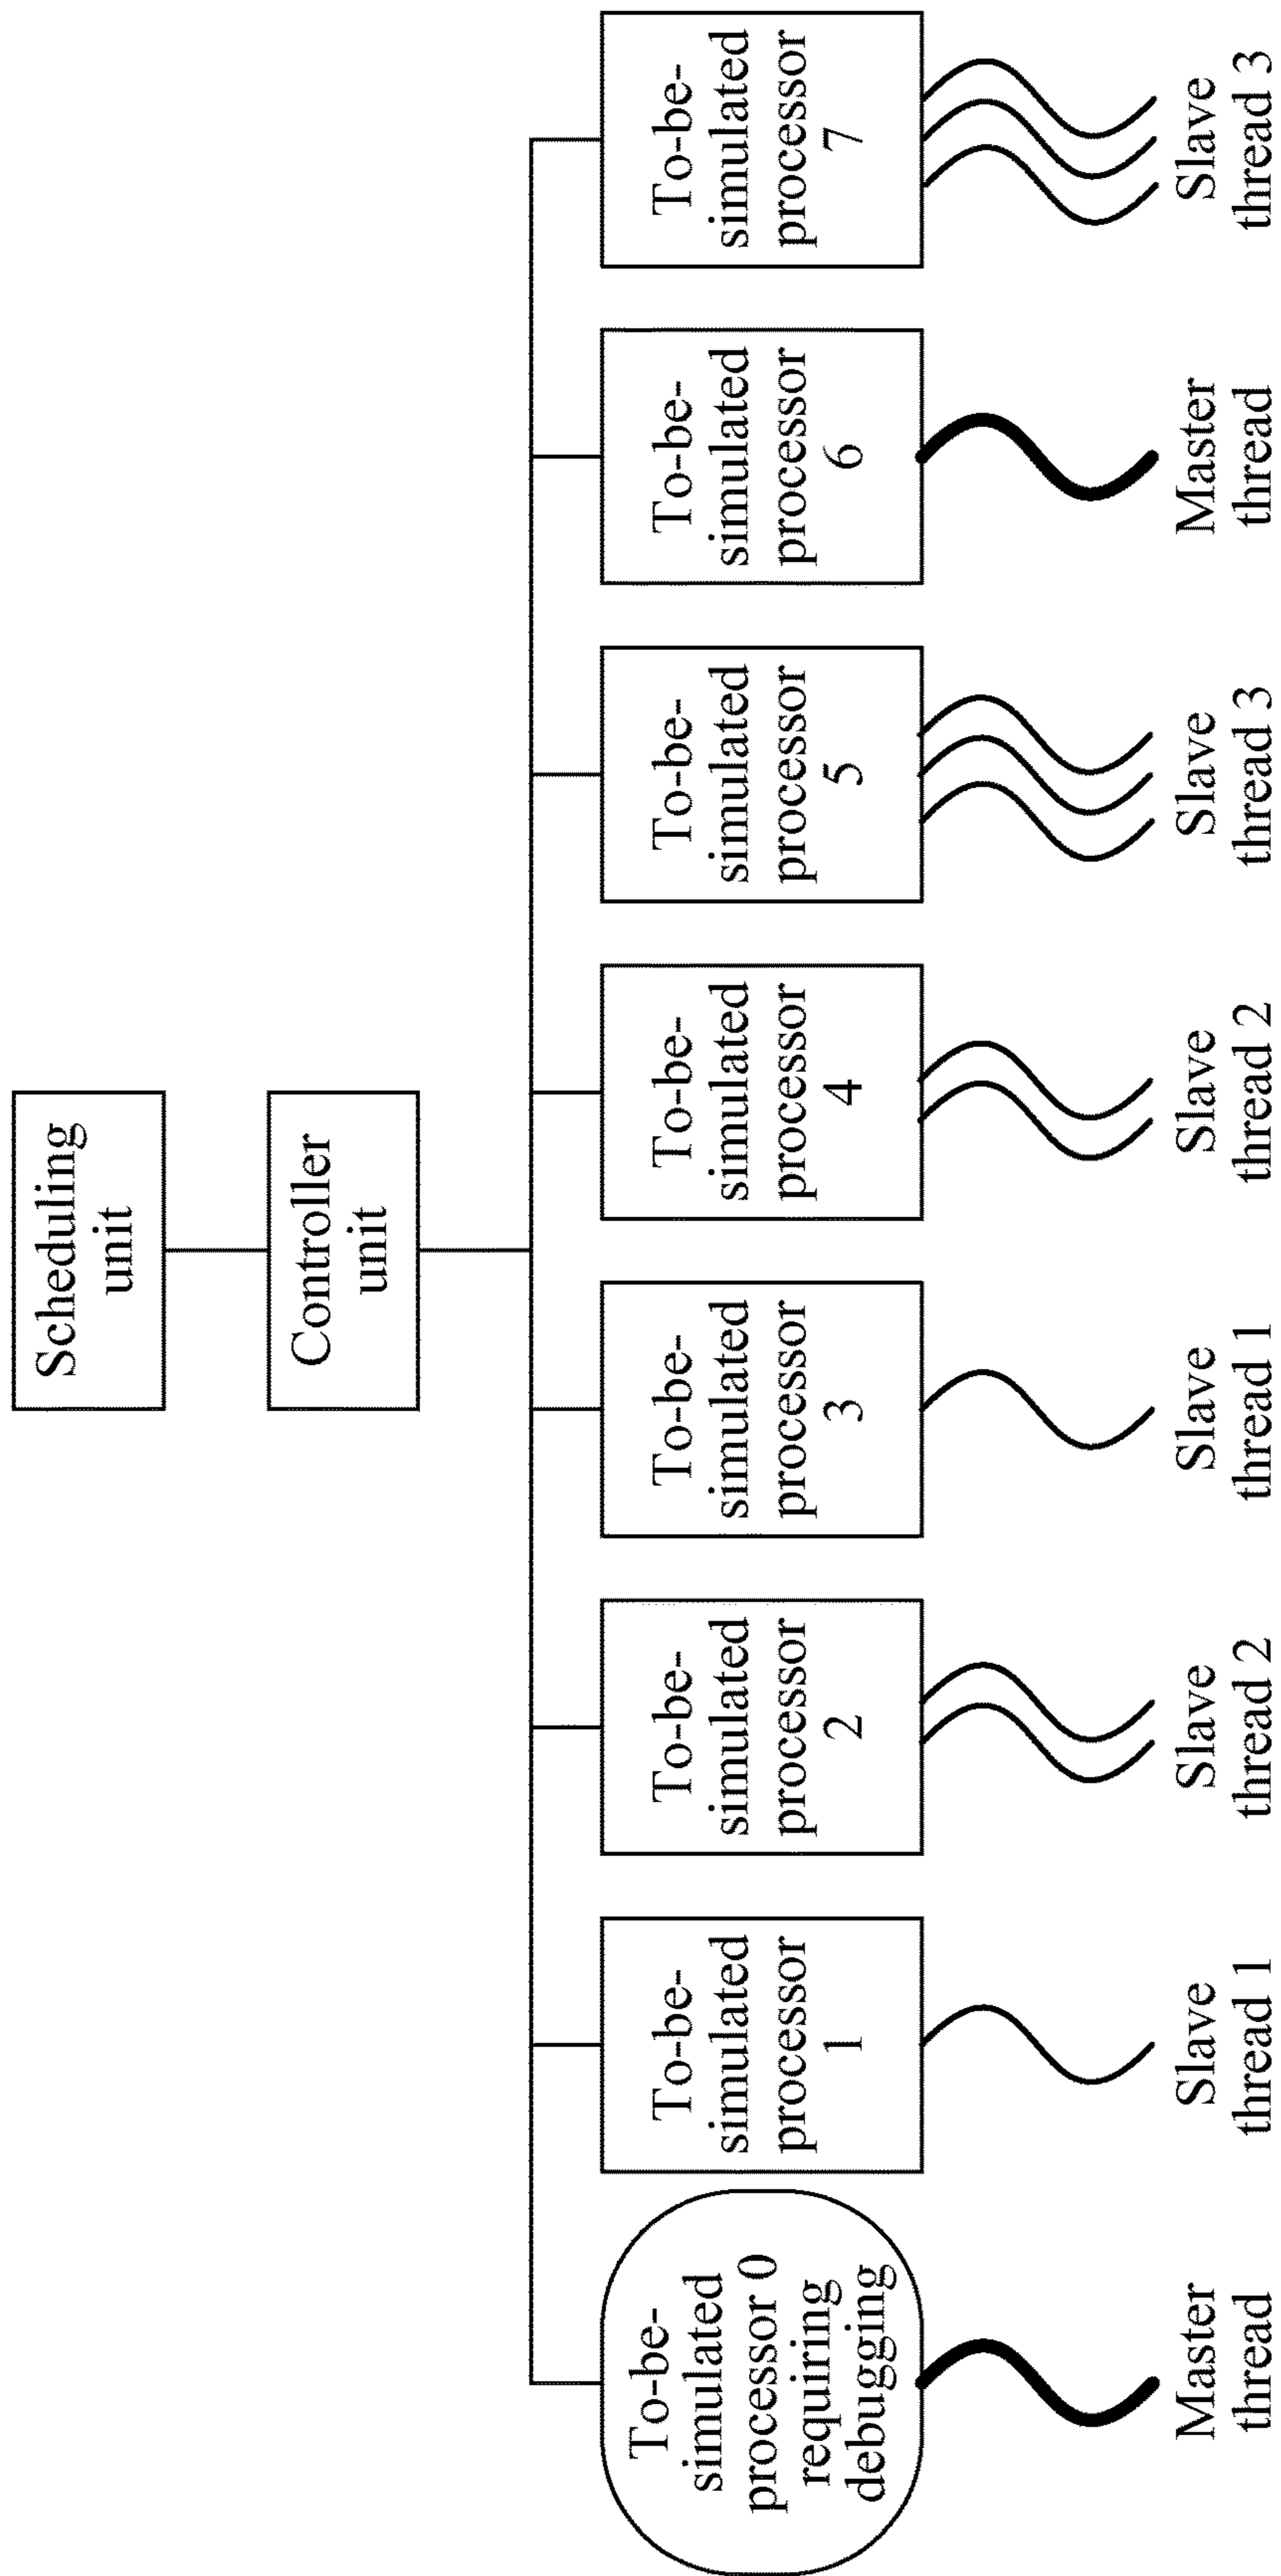 Scheduling
unit
Controller
unit
To-be-
simulated
processor 0
requiring
debugging
To-be-
simulated
processor
1
To-be-
simulated
processor
2
To-be-
simulated
processor
3
To-be-
simulated
processor
4
To-be-
simulated
processor
5
To-be-
simulated
processor
6
To-be-
simulated
processor
7
Master
thread
Slave
thread 1
Slave
thread 2
Slave
thread 1
Slave
thread 2
Slave
thread 3
Master
thread
Slave
thread 3